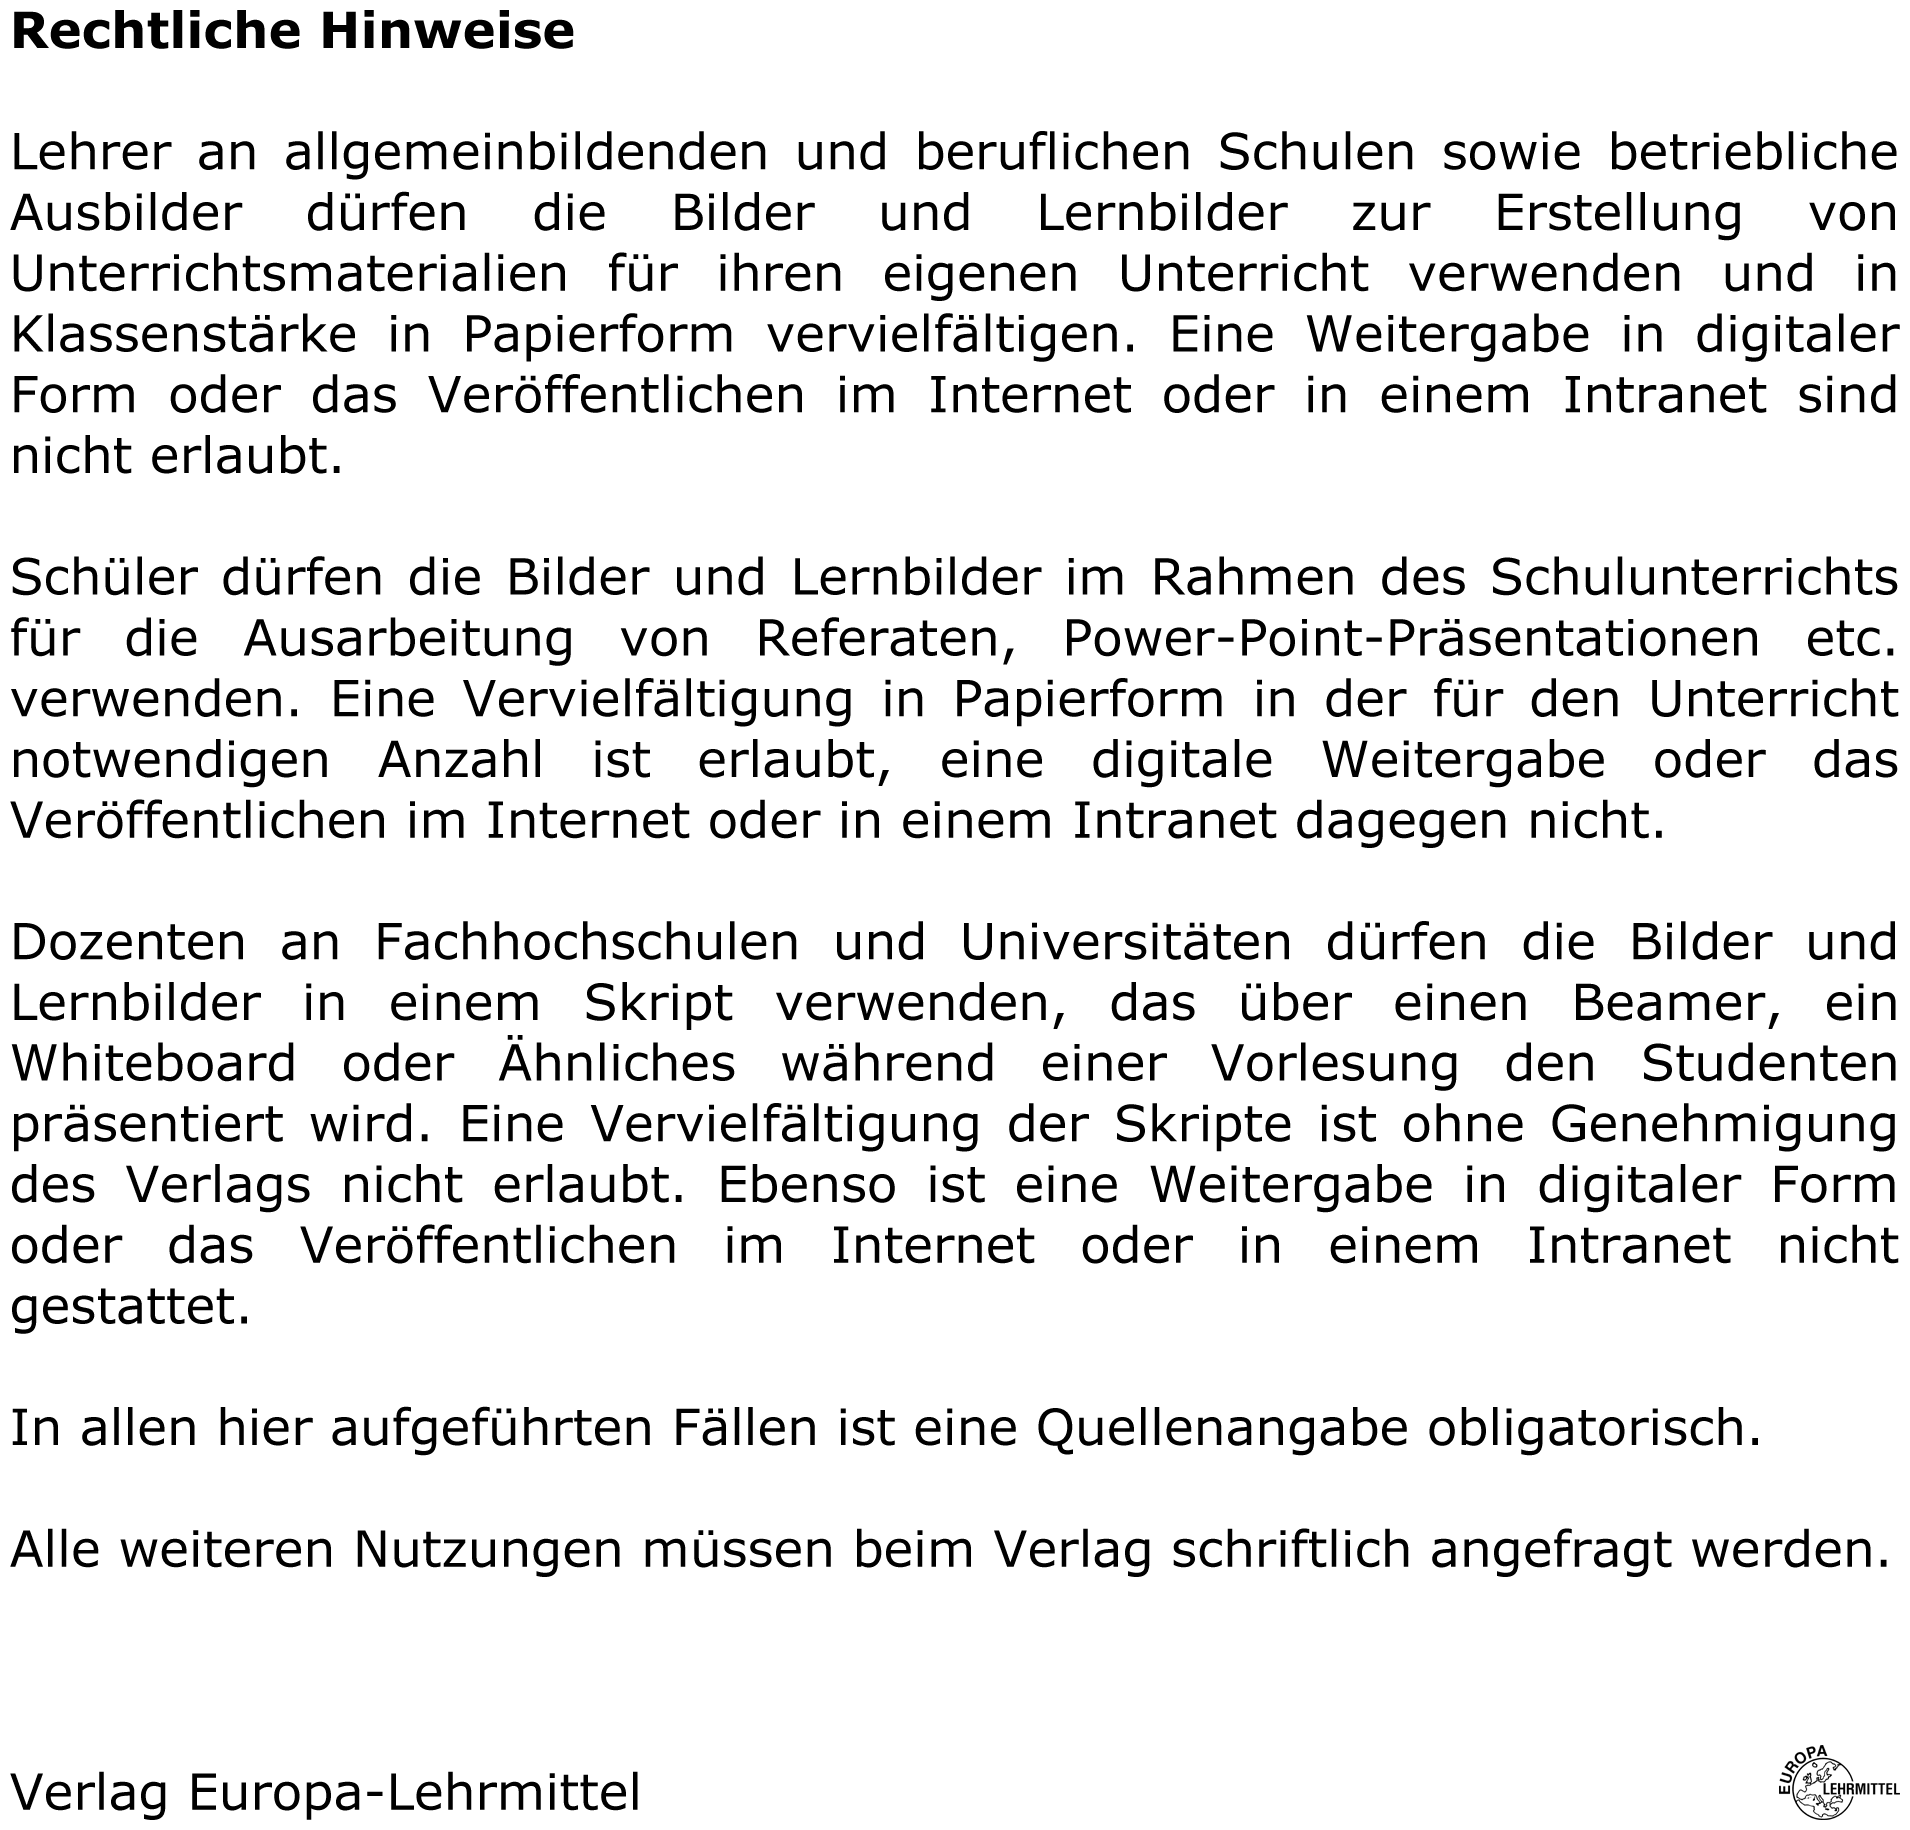 Rechtliche Hinweise
Lehrer an allgemeinbildenden und beruflichen Schulen sowie betriebliche
Ausbilder dürfen die Bilder und Lernbilder zur Erstellung von
Unterrichtsmaterialien für ihren eigenen Unterricht verwenden und in
Klassenstärke in Papierform vervielfältigen. Eine Weitergabe in digitaler
Form oder das Veröffentlichen im Internet oder in einem Intranet sind
nicht erlaubt.
Schüler dürfen die Bilder und Lernbilder im Rahmen des Schulunterrichts
für die Ausarbeitung von Referaten, Power-Point-Präsentationen etc.
verwenden. Eine Vervielfältigung in Papierform in der für den Unterricht
notwendigen Anzahl ist erlaubt, eine digitale Weitergabe oder das
Veröffentlichen im Internet oder in einem Intranet dagegen nicht.
Dozenten an Fachhochschulen und Universitäten dürfen die Bilder und
Lernbilder in einem Skript verwenden, das über einen Beamer, ein
Whiteboard oder Ähnliches während einer Vorlesung den Studenten
präsentiert wird. Eine Vervielfältigung der Skripte ist ohne Genehmigung
des Verlags nicht erlaubt. Ebenso ist eine Weitergabe in digitaler Form
oder das Veröffentlichen im Internet oder in einem Intranet nicht
gestattet.
In allen hier aufgeführten Fällen ist eine Quellenangabe obligatorisch.
Alle weiteren Nutzungen müssen beim Verlag schriftlich angefragt werden.
Verlag Europa-Lehrmittel
EUROPA
LEHRMITTEL